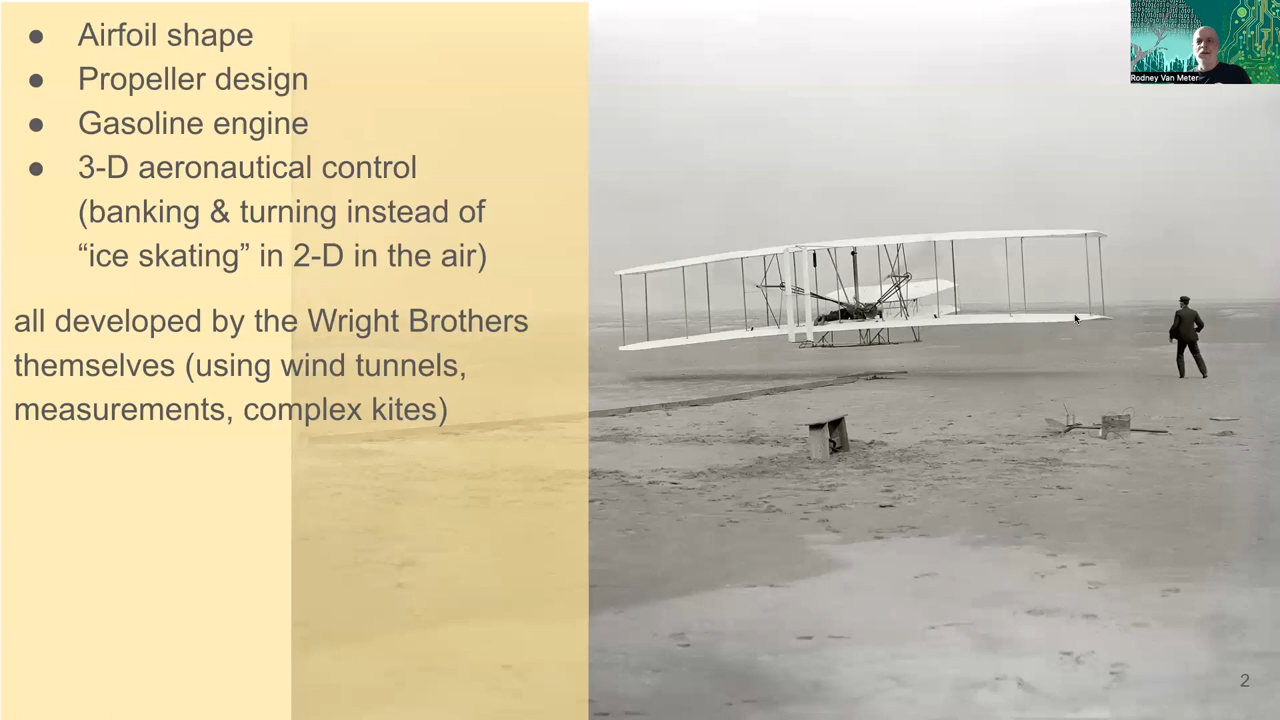 ● Airfoil shape
● Propeller design
● Gasoline engine
● 3-D aeronautical control
(banking & turning instead of
“ice skating” in 2-D in the air)
all developed by the Wright Brothers
themselves (using wind tunnels,
measurements, complex kites)
Rodney Van Meter
2